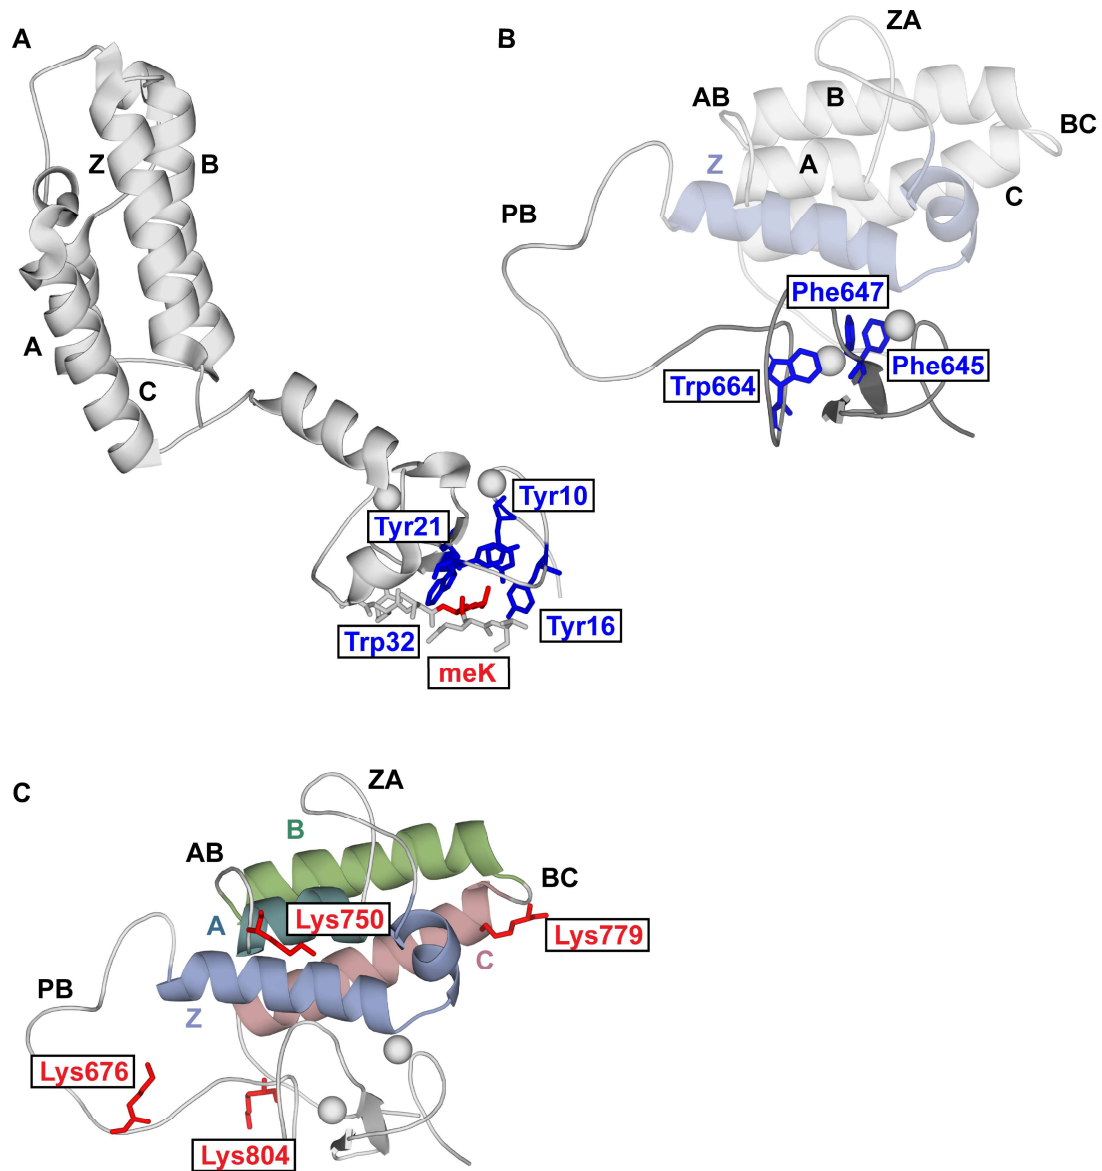 A
Z
B
A
C
Tyr21
Tyr10
Trp32
Tyr16
meK
B
ZA
AB
B
BC
Z
A
C
PB
Phe647
Trp664
Phe645
C
ZA
B
AB
BC
A
Lys750
Lys779
C
PB
Z
Lys676
Lys804